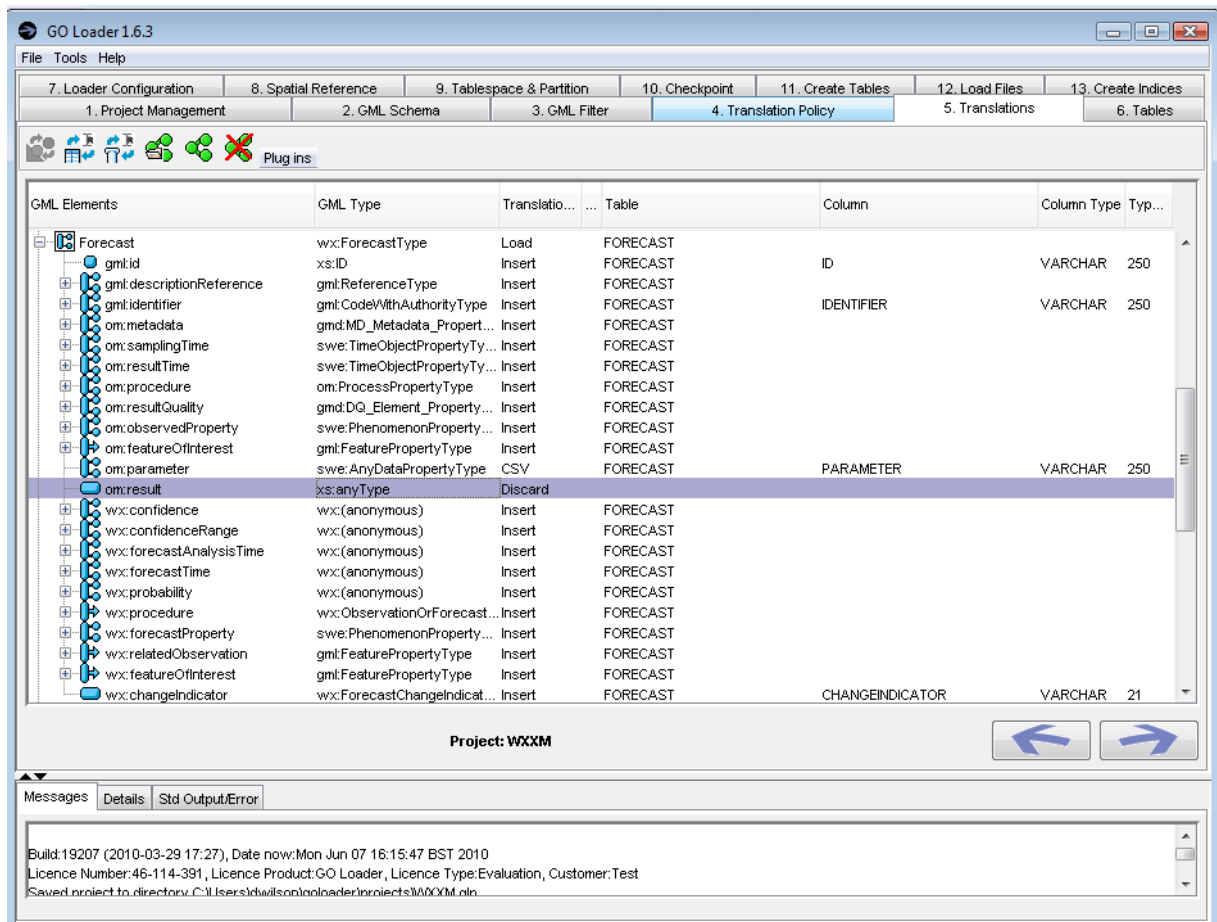 GO Loader 1.6.3
File Tools Help
7. Loader Configuration 8. Spatial Reference 9. Tablespace & Partition 10. Checkpoint 11. Create Tables 12. Load Files 13. Create Indices
1. Project Management 2. GML Schema 3. GML Filter 4. Translation Policy 5. Translations 6. Tables
Plug ins
GML Elements GML Type Translatio... ... Table Column Column Type Typ...
Forecast wx:ForecastType Load FORECAST
gml:id xs:ID Insert FORECAST ID VARCHAR 250
gml:descriptionReference gml:ReferenceType Insert FORECAST
gml:identifier gml:CodeWithAuthorityType Insert FORECAST IDENTIFIER VARCHAR 250
om:metadata gmd:MD_Metadata_Propert... Insert FORECAST
om:samplingTime swe:TimeObjectPropertyTy... Insert FORECAST
om:resultTime swe:TimeObjectPropertyTy... Insert FORECAST
om:procedure om:ProcessPropertyType Insert FORECAST
om:resultQuality gmd:DQ_Element_Property... Insert FORECAST
om:observedProperty swe:PhenomenonProperty... Insert FORECAST
om:featureOfInterest gml:FeaturePropertyType Insert FORECAST
om:parameter swe:AnyDataPropertyType CSV FORECAST PARAMETER VARCHAR 250
om:result xs:anyType Discard
wx:confidence wx:(anonymous) Insert FORECAST
wx:confidenceRange wx:(anonymous) Insert FORECAST
wx:forecastAnalysisTime wx:(anonymous) Insert FORECAST
wx:forecastTime wx:(anonymous) Insert FORECAST
wx:probability wx:(anonymous) Insert FORECAST
wx:procedure wx:ObservationOrForecast... Insert FORECAST
wx:forecastProperty swe:PhenomenonProperty... Insert FORECAST
wx:relatedObservation gml:FeaturePropertyType Insert FORECAST
wx:featureOfInterest gml:FeaturePropertyType Insert FORECAST
wx:changeIndicator wx:ForecastChangeIndicat... Insert FORECAST CHANGEINDICATOR VARCHAR 21
Project: WXXM
Messages Details Std Output/Error
Build:19207 (2010-03-29 17:27), Date now:Mon Jun 07 16:15:47 BST 2010
Licence Number:46-114-391, Licence Product:GO Loader, Licence Type:Evaluation, Customer:Test
Saved project to directory C:\Users\dwilson\goloader\projects\WXXM.glp